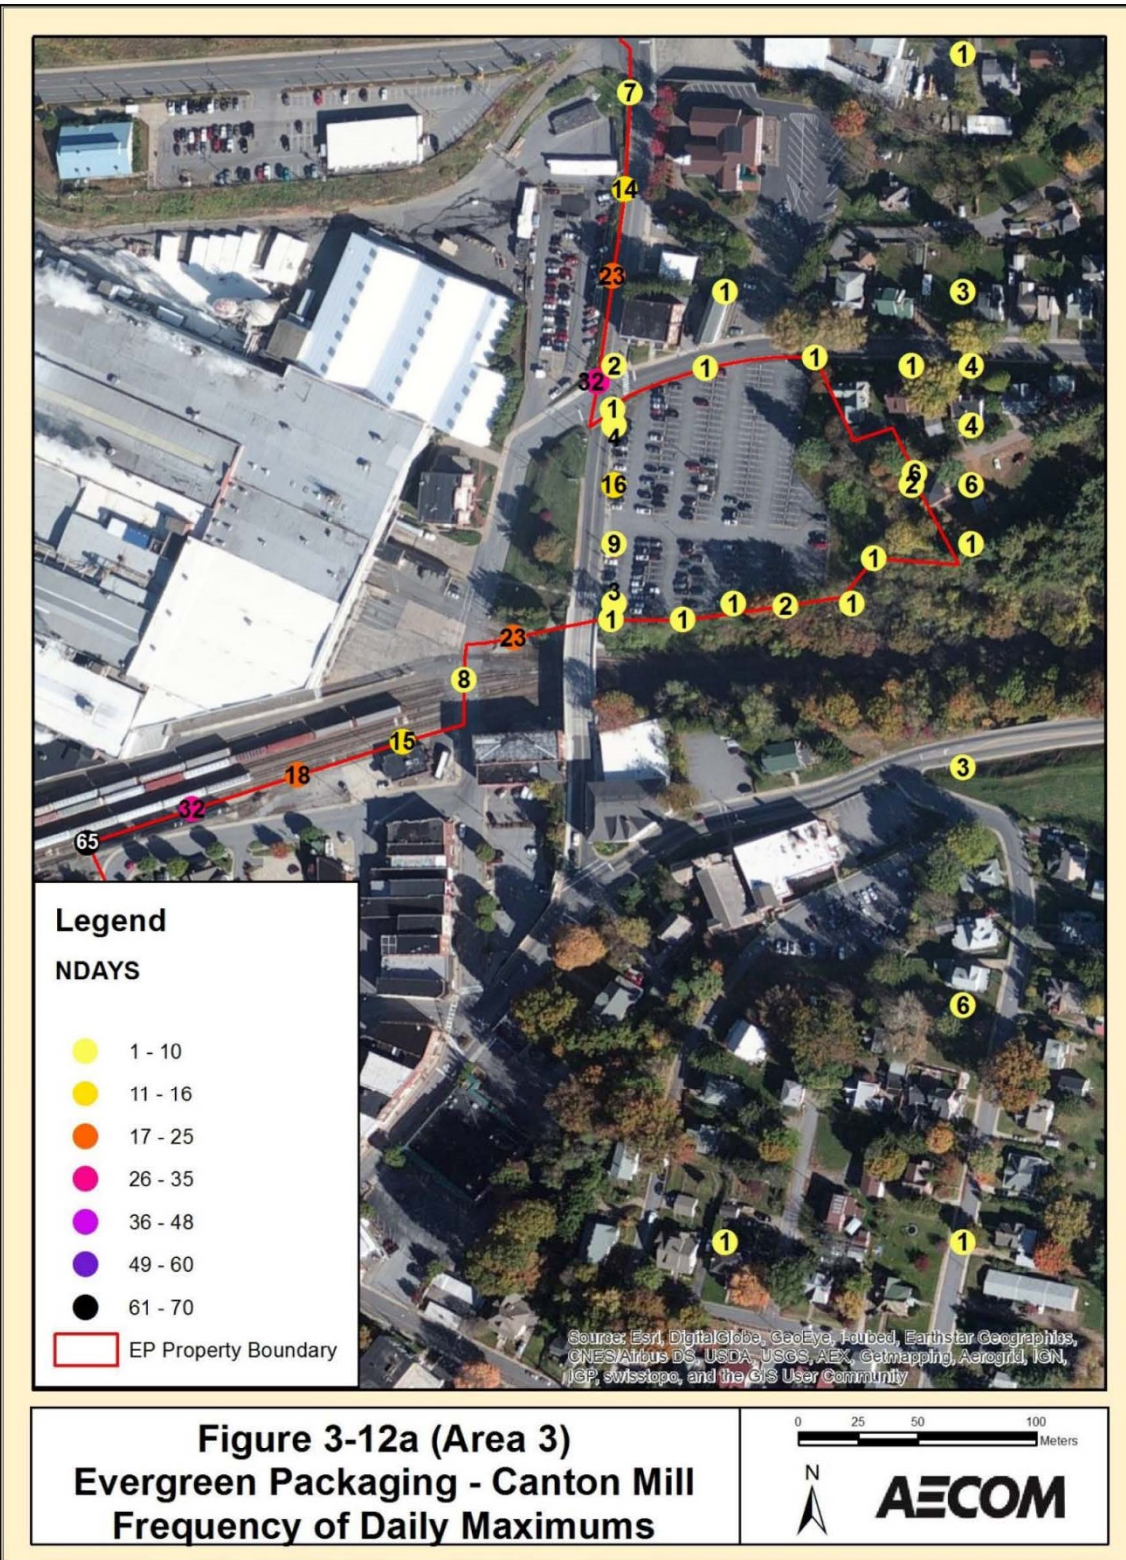 1
7
14
23
1
3
2
32
1
1
1
4
1
4
4
16
6
2
6
9
1
1
3
1
2
1
1
1
23
8
15
3
18
32
65
6
1
1
Legend
NDAYS
1 - 10
11 - 16
17 - 25
26 - 35
36 - 48
49 - 60
61 - 70
EP Property Boundary
Source: Esri, DigitalGlobe, GeoEye, i-cubed, Earthstar Geographics,
CNES/Airbus DS, USDA, USGS, AEX, Getmapping, Aerogrid, IGN,
IGP, swisstopo, and the GIS User Community
Figure 3-12a (Area 3)
Evergreen Packaging - Canton Mill
Frequency of Daily Maximums
0 25 50 100
Meters
N
AECOM